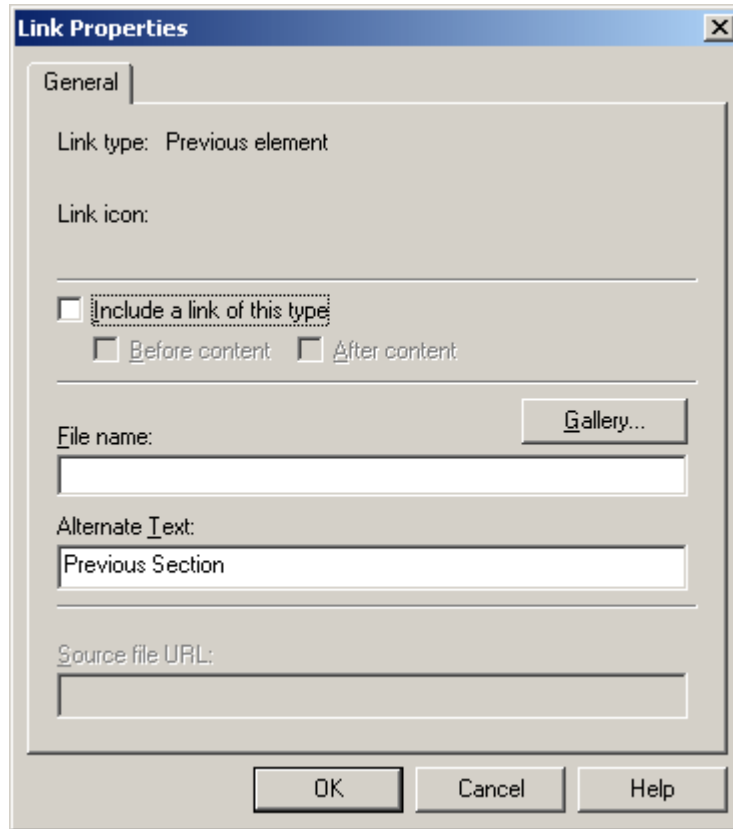 Link Properties
General
Link type: Previous element
Link icon:
Include a link of this type
Before content After content
Gallery...
File name:
Alternate Text:
Previous Section
Source file URL:
OK Cancel Help